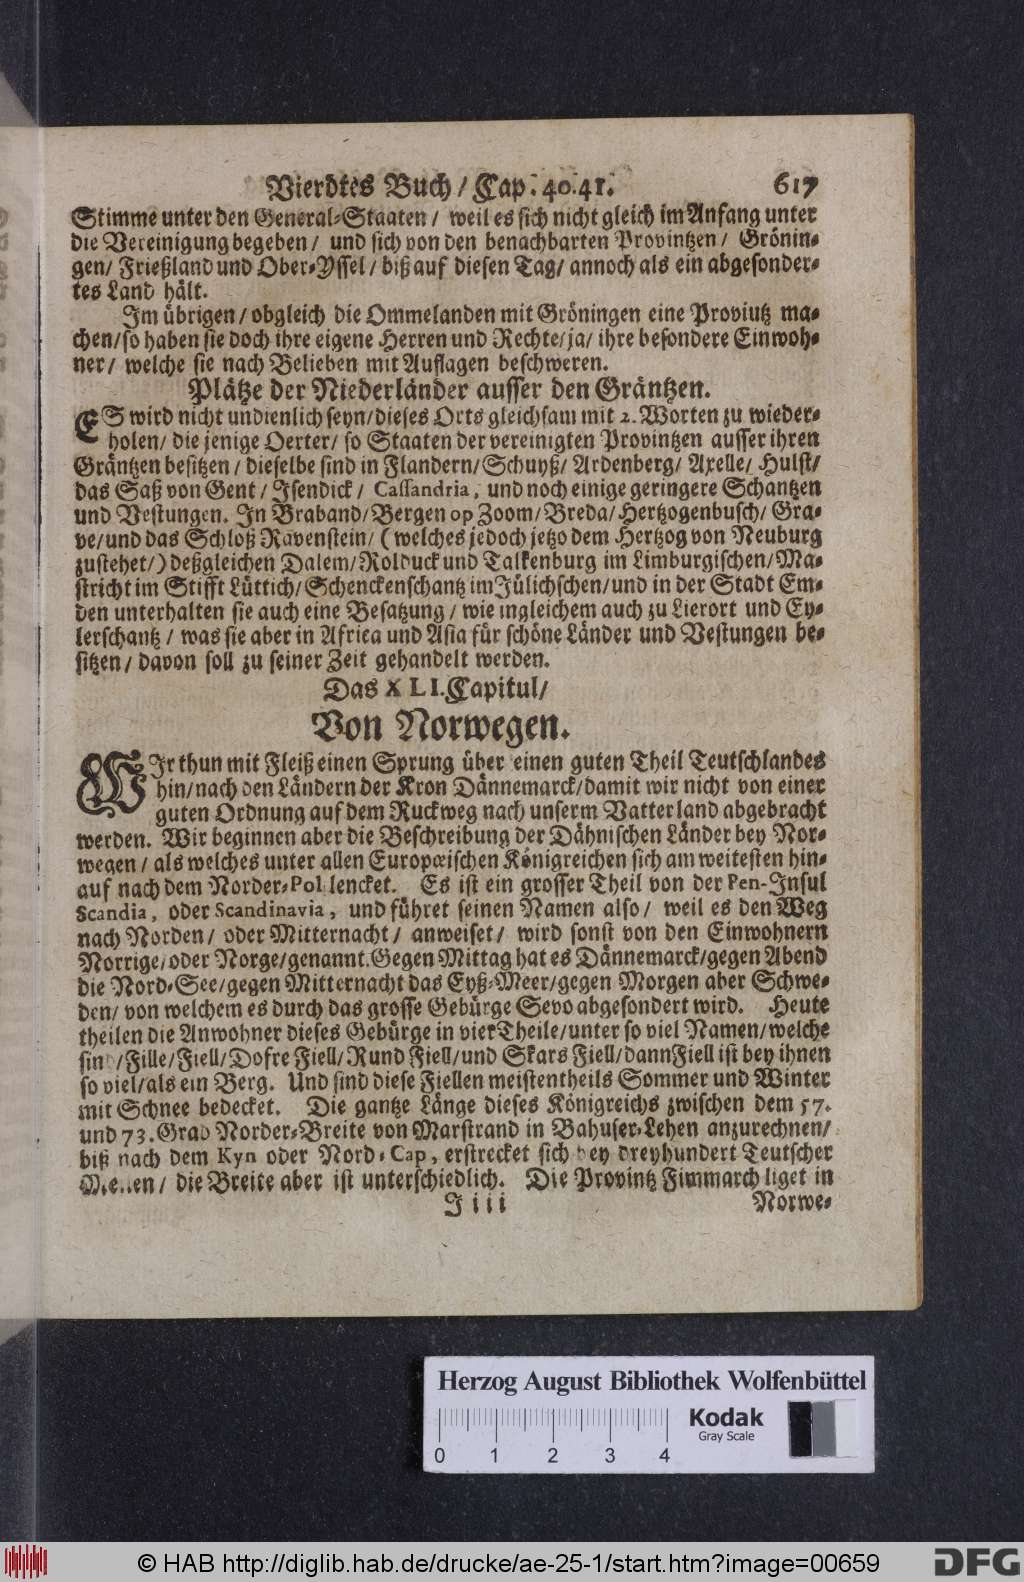 Vierdtes Buch / Cap. 40.41. 617
Stimme unter den General-Staaten / weil es sich nicht gleich im Anfang unter
die Vereinigung begeben / und sich von den benachbarten Provintzen / Grönin-
gen / Frießland und Ober-Yssel / biß auf diesen Tag / annoch als ein abgesonder-
tes Land hält.
Im übrigen / obgleich die Ommelanden mit Gröningen eine Proviutz ma-
chen / so haben sie doch ihre eigene Herren und Rechte / ja / ihre besondere Einwoh-
ner / welche sie nach Belieben mit Auflagen beschweren.
Plätze der Niederländer ausser den Gräntzen.
ES wird nicht undienlich seyn / dieses Orts gleichsam mit 2. Worten zu wieder-
holen / die jenige Oerter / so Staaten der vereinigten Provintzen ausser ihren
Gräntzen besitzen / dieselbe sind in Flandern / Schuyß / Ardenberg / Axelle / Hulst /
das Saß von Gent / Isendick / Cassandria, und noch einige geringere Schantzen
und Vestungen. In Braband / Bergen op Zoom / Breda / Hertzogenbusch / Gra-
ve / und das Schloß Ravenstein / (welches jedoch jetzo dem Hertzog von Neuburg
zustehet /) deßgleichen Dalem / Rolduck und Talkenburg im Limburgischen / Ma-
stricht im Stifft Lüttich / Schenckenschantz im Jülichschen / und in der Stadt Em-
den unterhalten sie auch eine Besatzung / wie ingleichem auch zu Lierort und Ey-
lerschantz / was sie aber in Africa und Asia für schöne Länder und Vestungen be-
sitzen / davon soll zu seiner Zeit gehandelt werden.
Das XLI. Capitul /
Von Norwegen.
WIr thun mit Fleiß einen Sprung über einen guten Theil Teutschlandes
hin / nach den Ländern der Kron Dännemarck / damit wir nicht von einer
guten Ordnung auf dem Ruckweg nach unserm Vatterland abgebracht
werden. Wir beginnen aber die Beschreibung der Dähnischen Länder bey Nor-
wegen / als welches unter allen Europæischen Königreichen sich am weitesten hin-
auf nach dem Norder-Pol lencket. Es ist ein grosser Theil von der Pen-Insul
Scandia, oder Scandinavia, und führet seinen Namen also / weil es den Weg
nach Norden / oder Mitternacht / anweiset / wird sonst von den Einwohnern
Norrige / oder Norge / genannt. Gegen Mittag hat es Dännemarck / gegen Abend
die Nord-See / gegen Mitternacht das Eyß-Meer / gegen Morgen aber Schwe-
den / von welchem es durch das grosse Gebürge Sevo abgesondert wird. Heute
theilen die Anwohner dieses Gebürge in vier Theile / unter so viel Namen / welche
sind / Fille / Fiell / Dofre Fiell / Rund Fiell / und Skars Fiell / dann Fiell ist bey ihnen
so viel / als ein Berg. Und sind diese Fiellen meistentheils Sommer und Winter
mit Schnee bedecket. Die gantze Länge dieses Königreichs zwischen dem 57.
und 73. Grad Norder-Breite von Marstrand in Bahuser-Lehen anzurechnen /
biß nach dem Kyn oder Nord-Cap, erstrecket sich bey dreyhundert Teutscher
Meilen / die Breite aber ist unterschiedlich. Die Provintz Finmarch liget in
Iiii Norwe-
Herzog August Bibliothek Wolfenbüttel
Kodak
Gray Scale
0 1 2 3 4
© HAB http://diglib.hab.de/drucke/ae-25-1/start.htm?image=00659
DFG